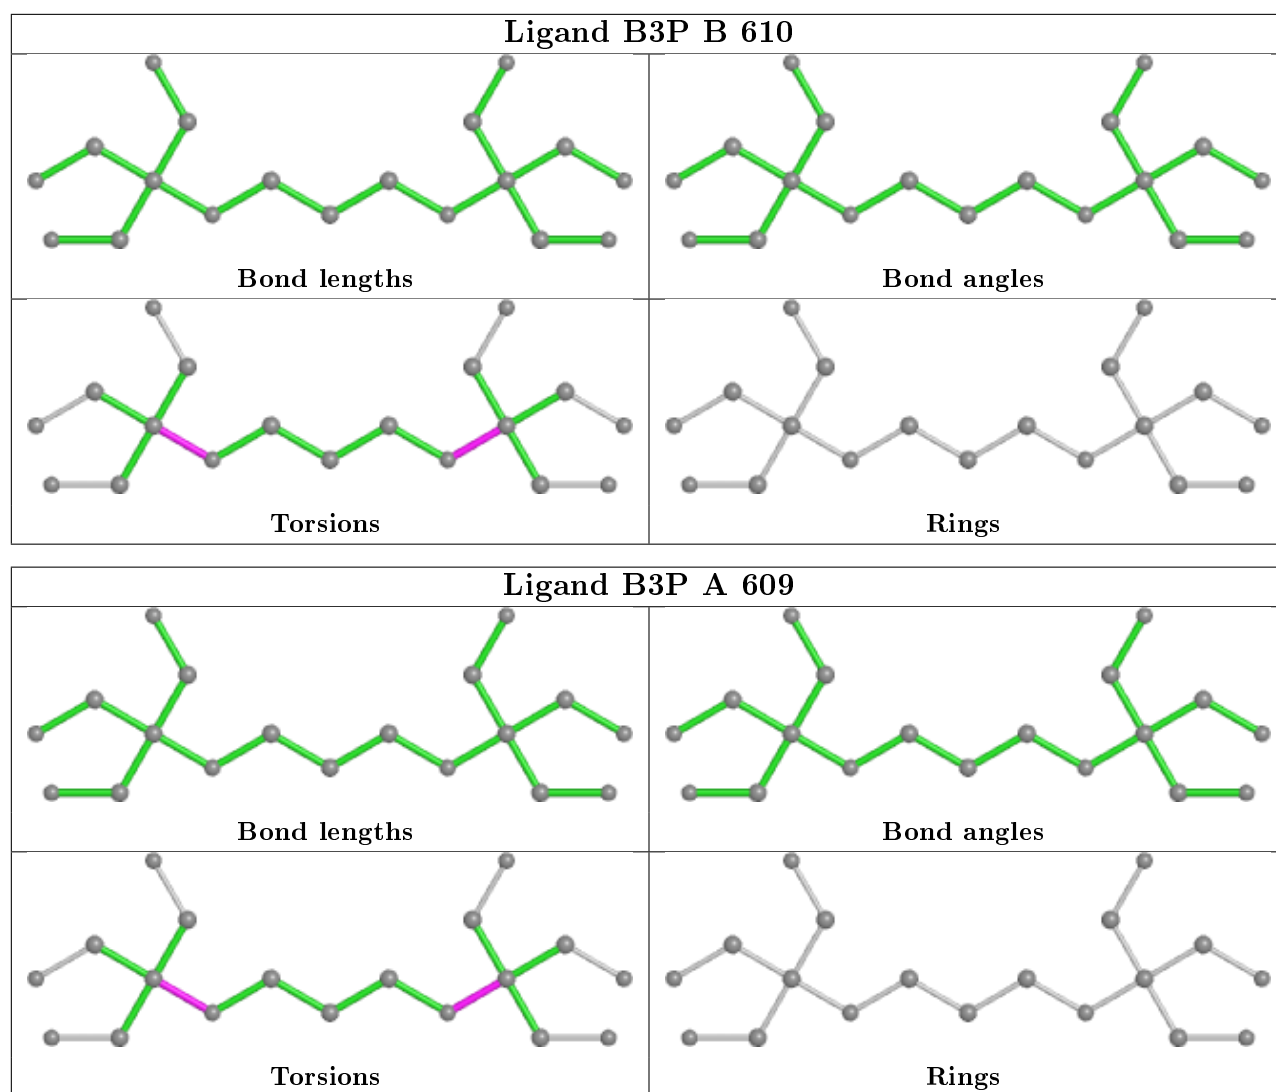 Ligand B3P B 610
Bond lengths
Bond angles
Torsions
Rings
Ligand B3P A 609
Bond lengths
Bond angles
Torsions
Rings